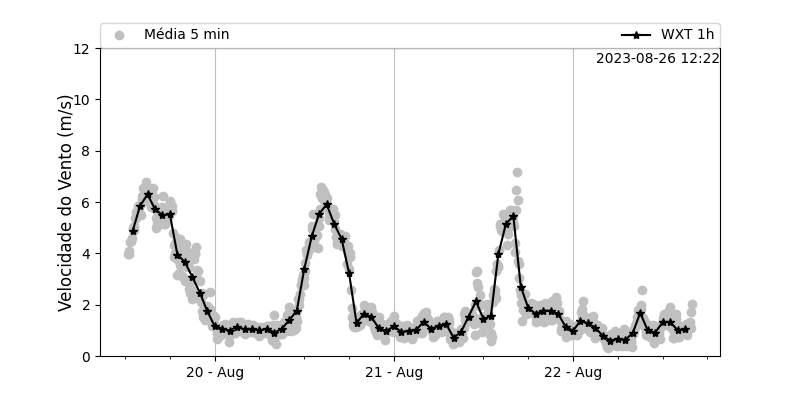 Média 5 min
WXT 1h
2023-08-26 12:22
Velocidade do Vento (m/s)
12
10
8
6
4
2
0
20 - Aug
21 - Aug
22 - Aug